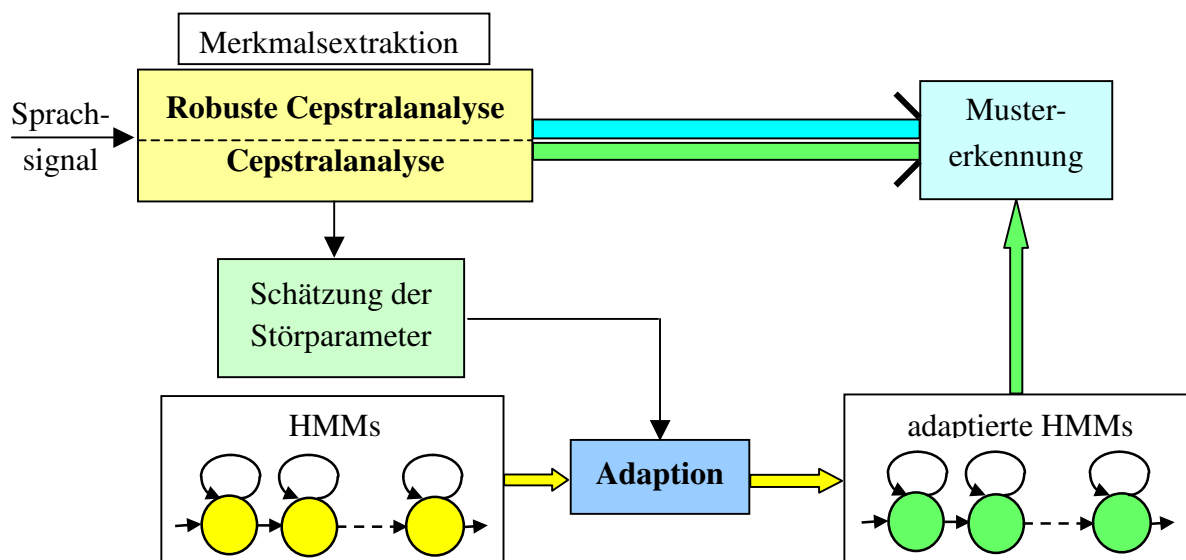 Merkmalsextraktion
Sprach-
signal
Robuste Cepstralanalyse
Cepstralanalyse
Muster-
erkennung
Schätzung der
Störparameter
HMMs
Adaption
adaptierte HMMs